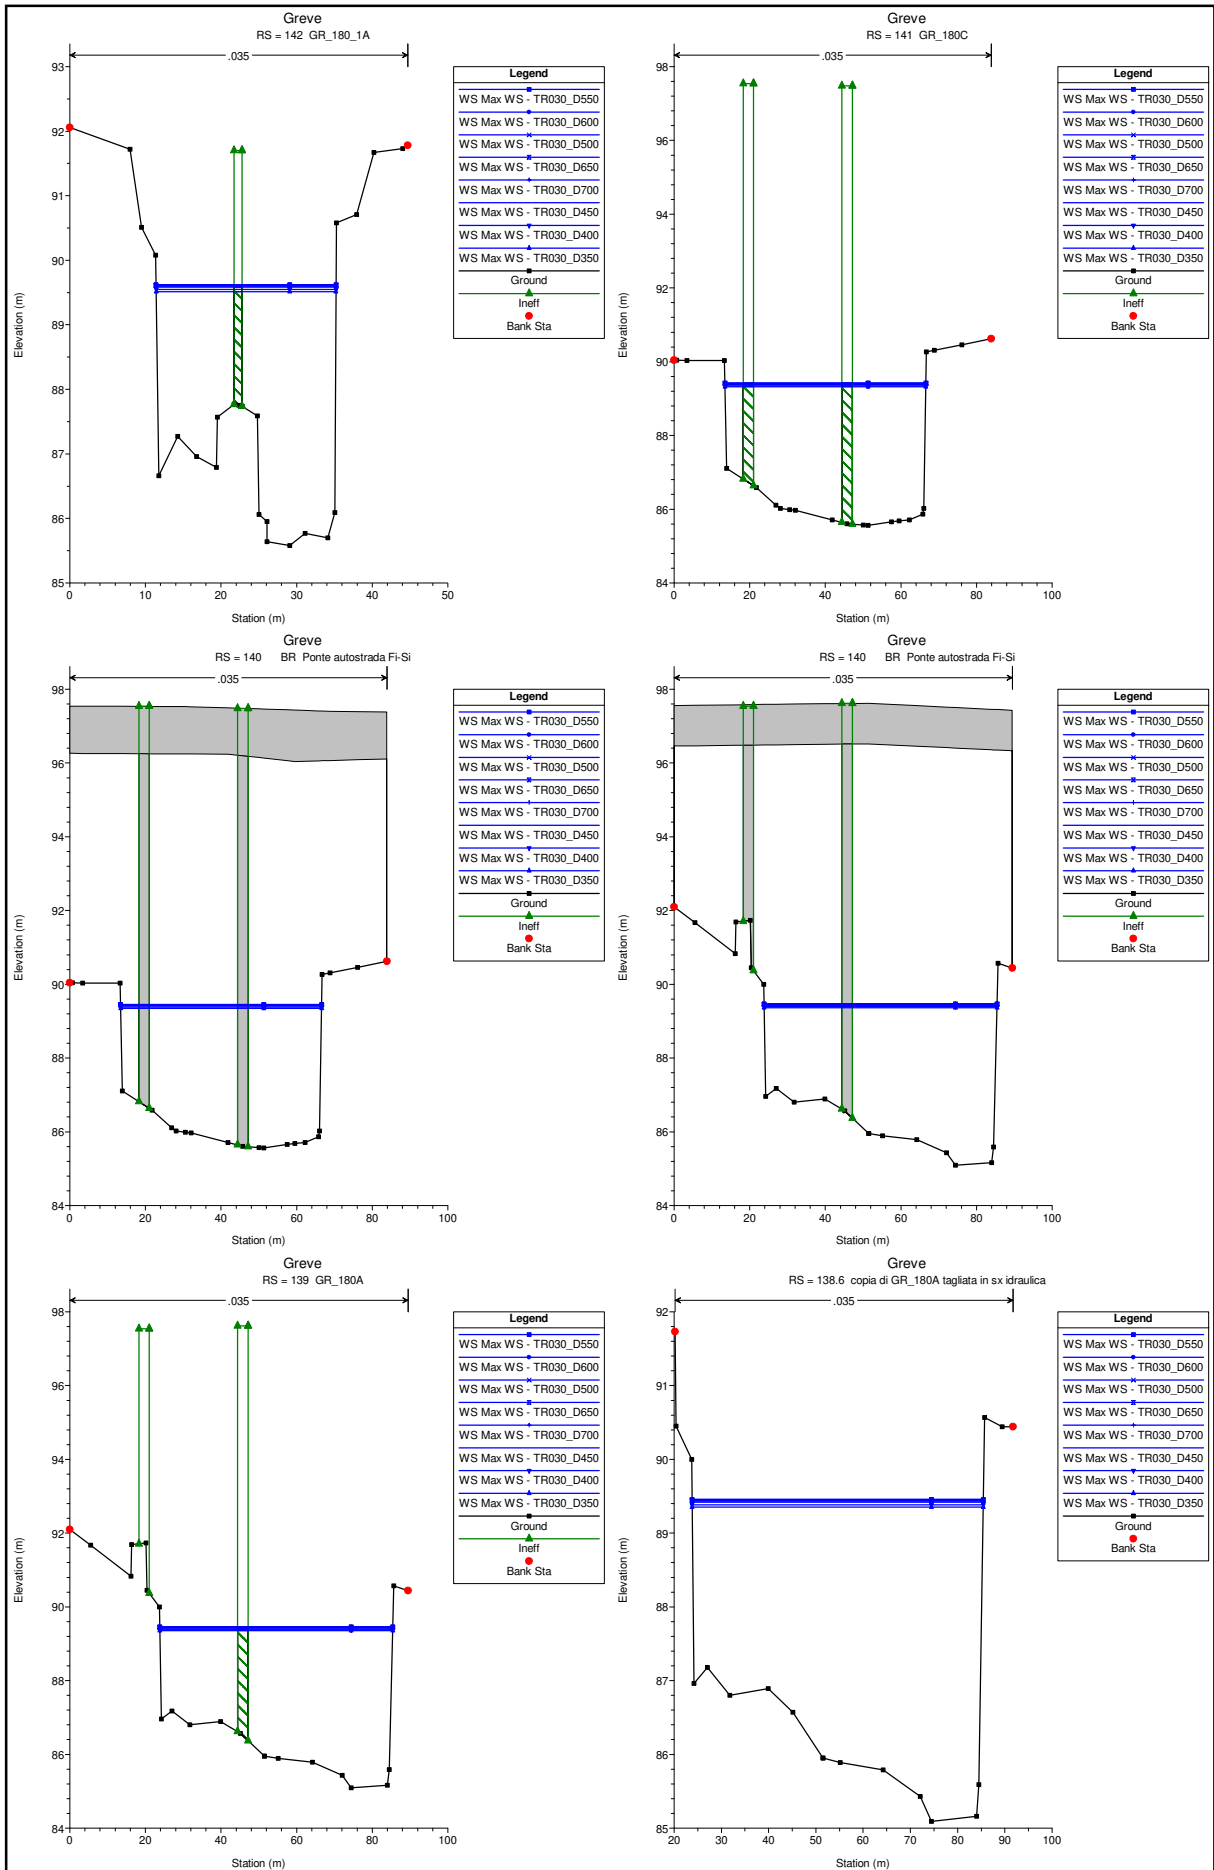 Greve
RS = 142 GR_180_1A
.035
93
92
91
90
89
88
87
86
85
Elevation (m)
0 10 20 30 40 50
Station (m)
Legend
WS Max WS - TR030_D550
WS Max WS - TR030_D600
WS Max WS - TR030_D500
WS Max WS - TR030_D650
WS Max WS - TR030_D700
WS Max WS - TR030_D450
WS Max WS - TR030_D400
WS Max WS - TR030_D350
Ground
Ineff
Bank Sta
Greve
RS = 141 GR_180C
.035
98
96
94
92
90
88
86
84
Elevation (m)
0 20 40 60 80 100
Station (m)
Legend
WS Max WS - TR030_D550
WS Max WS - TR030_D600
WS Max WS - TR030_D500
WS Max WS - TR030_D650
WS Max WS - TR030_D700
WS Max WS - TR030_D450
WS Max WS - TR030_D400
WS Max WS - TR030_D350
Ground
Ineff
Bank Sta
Greve
RS = 140 BR Ponte autostrada Fi-Si
.035
98
96
94
92
90
88
86
84
Elevation (m)
0 20 40 60 80 100
Station (m)
Legend
WS Max WS - TR030_D550
WS Max WS - TR030_D600
WS Max WS - TR030_D500
WS Max WS - TR030_D650
WS Max WS - TR030_D700
WS Max WS - TR030_D450
WS Max WS - TR030_D400
WS Max WS - TR030_D350
Ground
Ineff
Bank Sta
Greve
RS = 140 BR Ponte autostrada Fi-Si
.035
98
96
94
92
90
88
86
84
Elevation (m)
0 20 40 60 80 100
Station (m)
Legend
WS Max WS - TR030_D550
WS Max WS - TR030_D600
WS Max WS - TR030_D500
WS Max WS - TR030_D650
WS Max WS - TR030_D700
WS Max WS - TR030_D450
WS Max WS - TR030_D400
WS Max WS - TR030_D350
Ground
Ineff
Bank Sta
Greve
RS = 139 GR_180A
.035
98
96
94
92
90
88
86
84
Elevation (m)
0 20 40 60 80 100
Station (m)
Legend
WS Max WS - TR030_D550
WS Max WS - TR030_D600
WS Max WS - TR030_D500
WS Max WS - TR030_D650
WS Max WS - TR030_D700
WS Max WS - TR030_D450
WS Max WS - TR030_D400
WS Max WS - TR030_D350
Ground
Ineff
Bank Sta
Greve
RS = 138.6 copia di GR_180A tagliata in sx idraulica
.035
92
91
90
89
88
87
86
85
Elevation (m)
20 30 40 50 60 70 80 90 100
Station (m)
Legend
WS Max WS - TR030_D550
WS Max WS - TR030_D600
WS Max WS - TR030_D500
WS Max WS - TR030_D650
WS Max WS - TR030_D700
WS Max WS - TR030_D450
WS Max WS - TR030_D400
WS Max WS - TR030_D350
Ground
Bank Sta